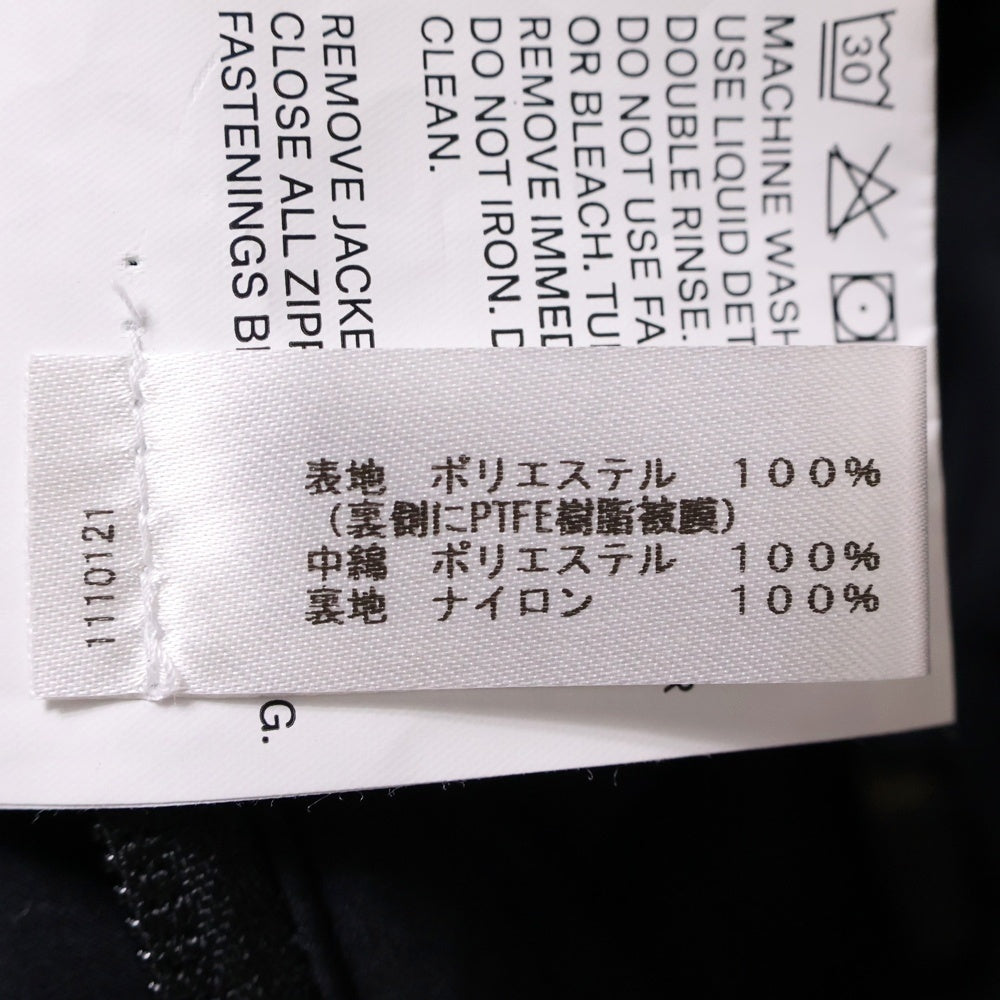 30
MACHINE WASH
USE LIQUID DET
DOUBLE RINSE.
DO NOT USE FA
OR BLEACH. TU
REMOVE IMMED
DO NOT IRON. D
CLEAN.
REMOVE JACKE
CLOSE ALL ZIPP
FASTENINGS B
G.
表地 ポリエステル 100%
（裏側にPTFE樹脂被膜）
中綿 ポリエステル 100%
裏地 ナイロン 100%
1110121